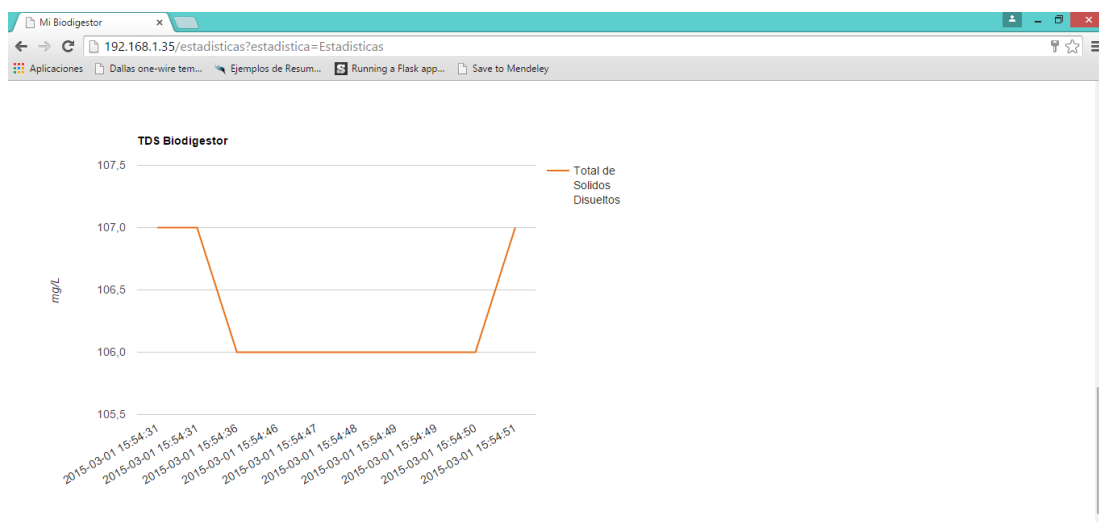 Mi Biodigestor
192.168.1.35/estadisticas?estadistica=Estadisticas
Aplicaciones Dallas one-wire tem... Ejemplos de Resum... Running a Flask app... Save to Mendeley
TDS Biodigestor
107,5
107,0
106,5
106,0
105,5
mg/L
Total de
Solidos
Disueltos
2015-03-01 15:54:31
2015-03-01 15:54:31
2015-03-01 15:54:36
2015-03-01 15:54:46
2015-03-01 15:54:47
2015-03-01 15:54:48
2015-03-01 15:54:49
2015-03-01 15:54:49
2015-03-01 15:54:50
2015-03-01 15:54:51